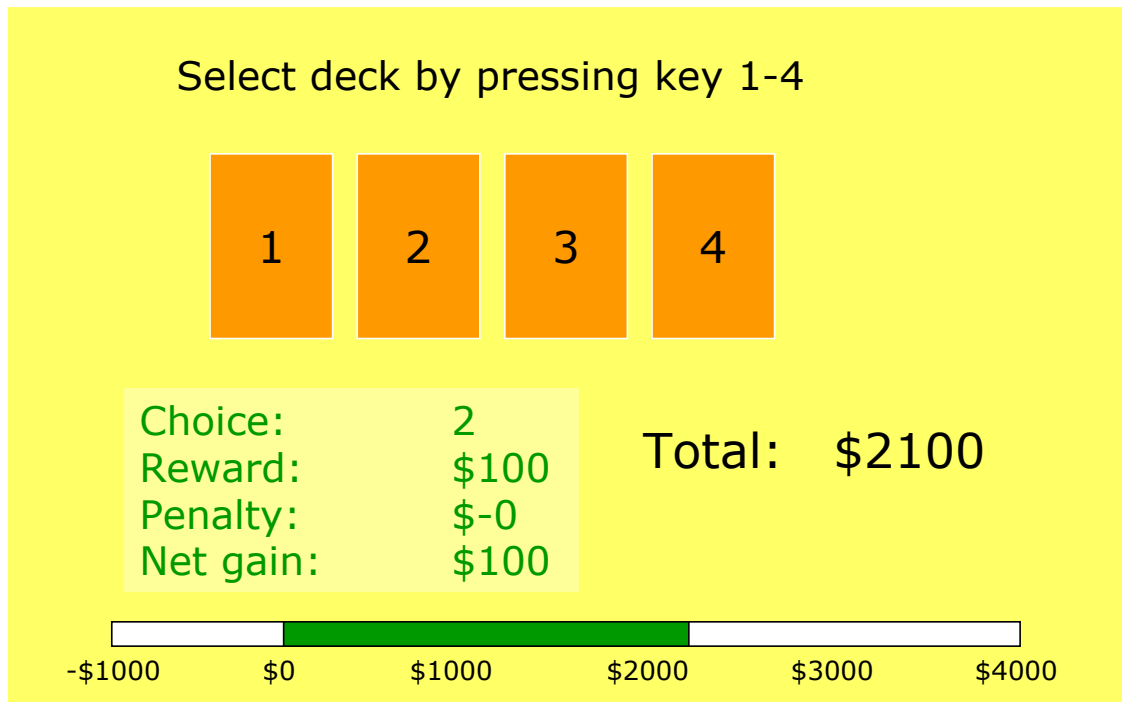 Select deck by pressing key 1-4
1 2 3 4
Choice: 2
Reward: $100
Penalty: $-0
Net gain: $100
Total: $2100
-$1000 $0 $1000 $2000 $3000 $4000